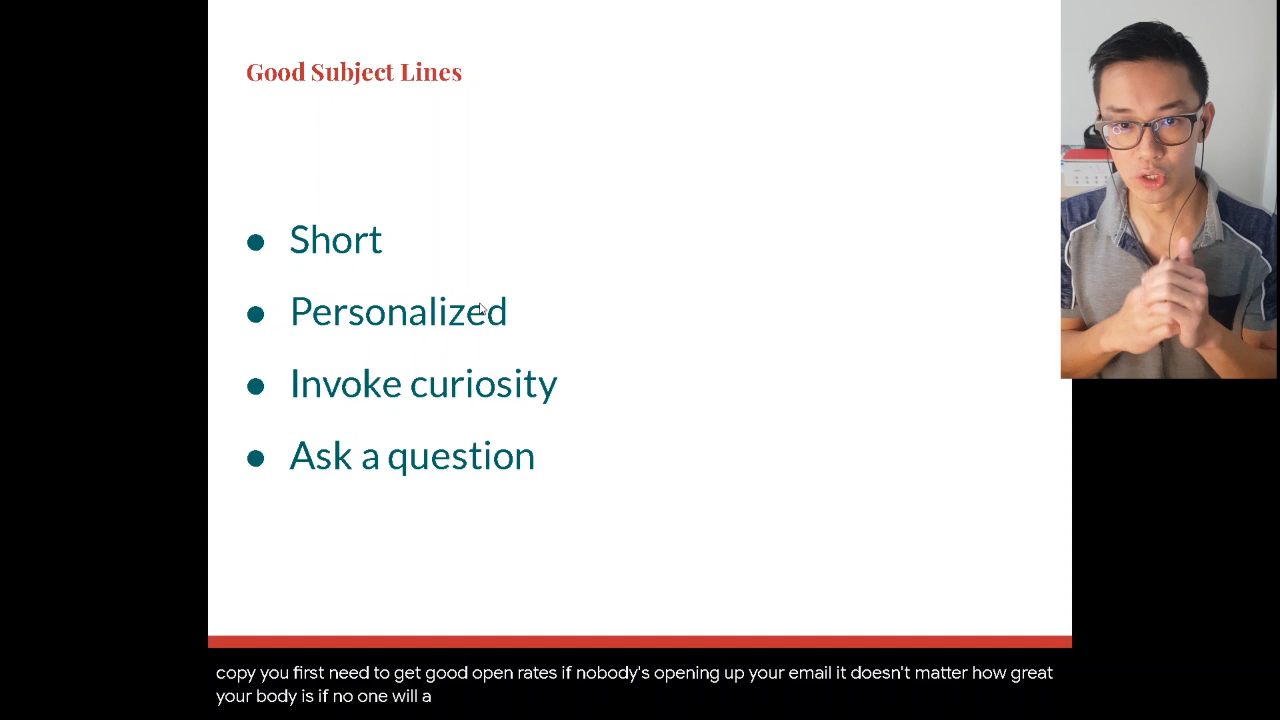 Good Subject Lines
● Short
● Personalized
● Invoke curiosity
● Ask a question
copy you first need to get good open rates if nobody's opening up your email it doesn't matter how great
your body is if no one will a